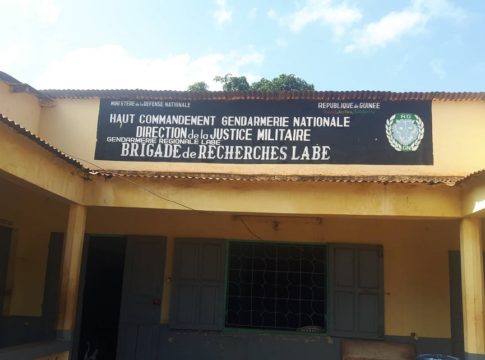 MINISTERE de la DEFENSE NATIONALE
REPUBLIQUE DE GUINEE
HAUT COMMANDEMENT GENDARMERIE NATIONALE
DIRECTION de la JUSTICE MILITAIRE
GENDARMERIE REGIONALE LABE
BRIGADE de RECHERCHES LABE